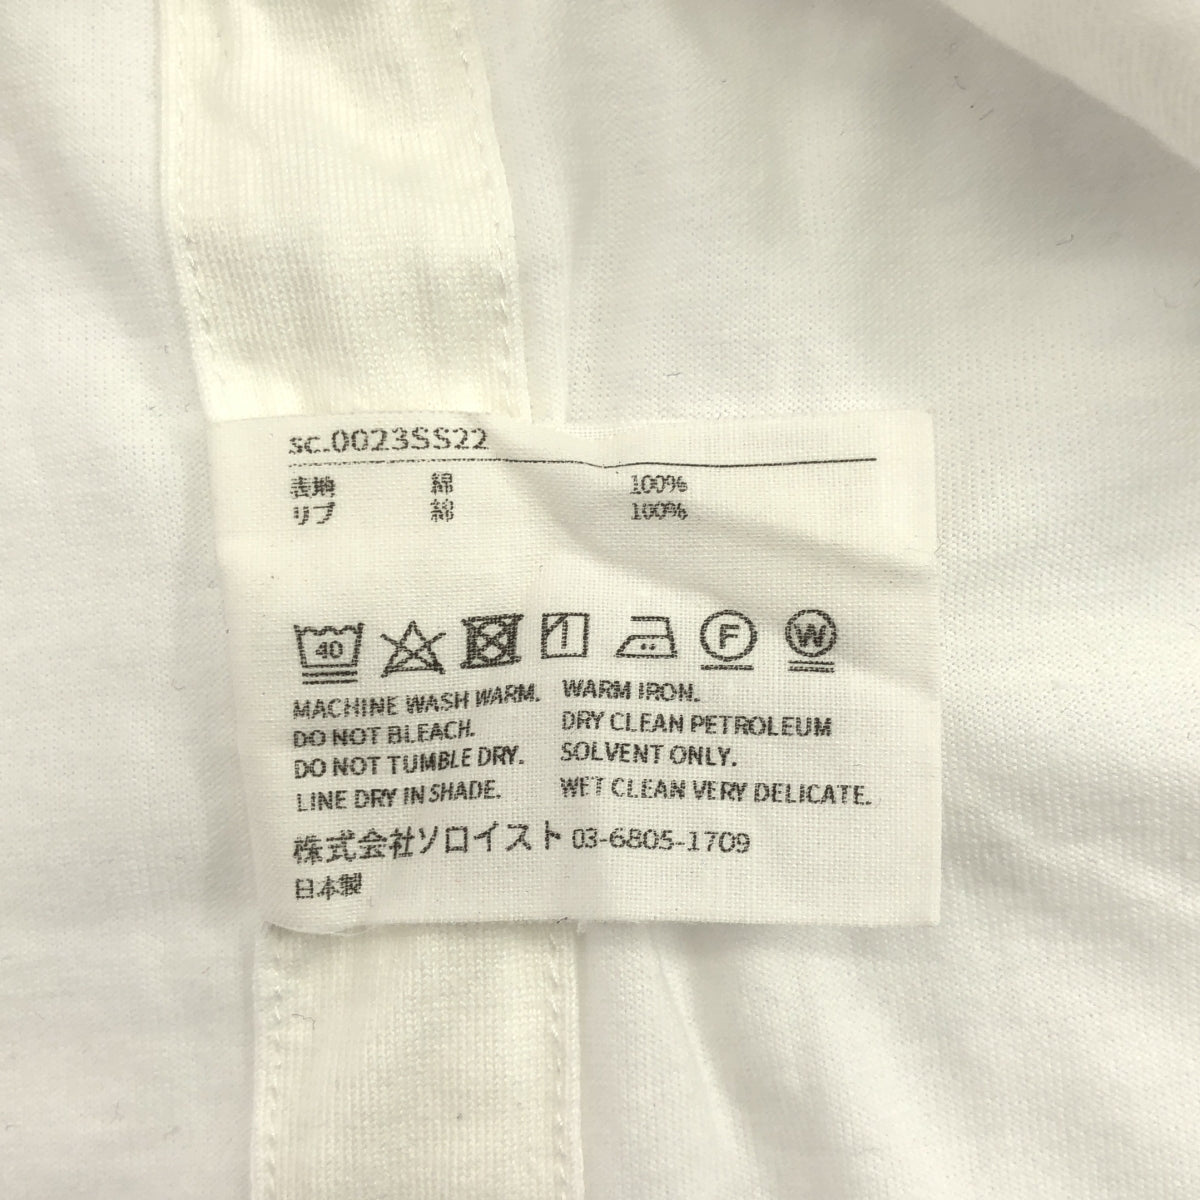 sc.0023SS22
表地 綿 100%
リブ 綿 100%
40 F W
MACHINE WASH WARM.
DO NOT BLEACH.
DO NOT TUMBLE DRY.
LINE DRY IN SHADE.
WARM IRON.
DRY CLEAN PETROLEUM
SOLVENT ONLY.
WET CLEAN VERY DELICATE.
株式会社ソロイスト 03-6805-1709
日本製